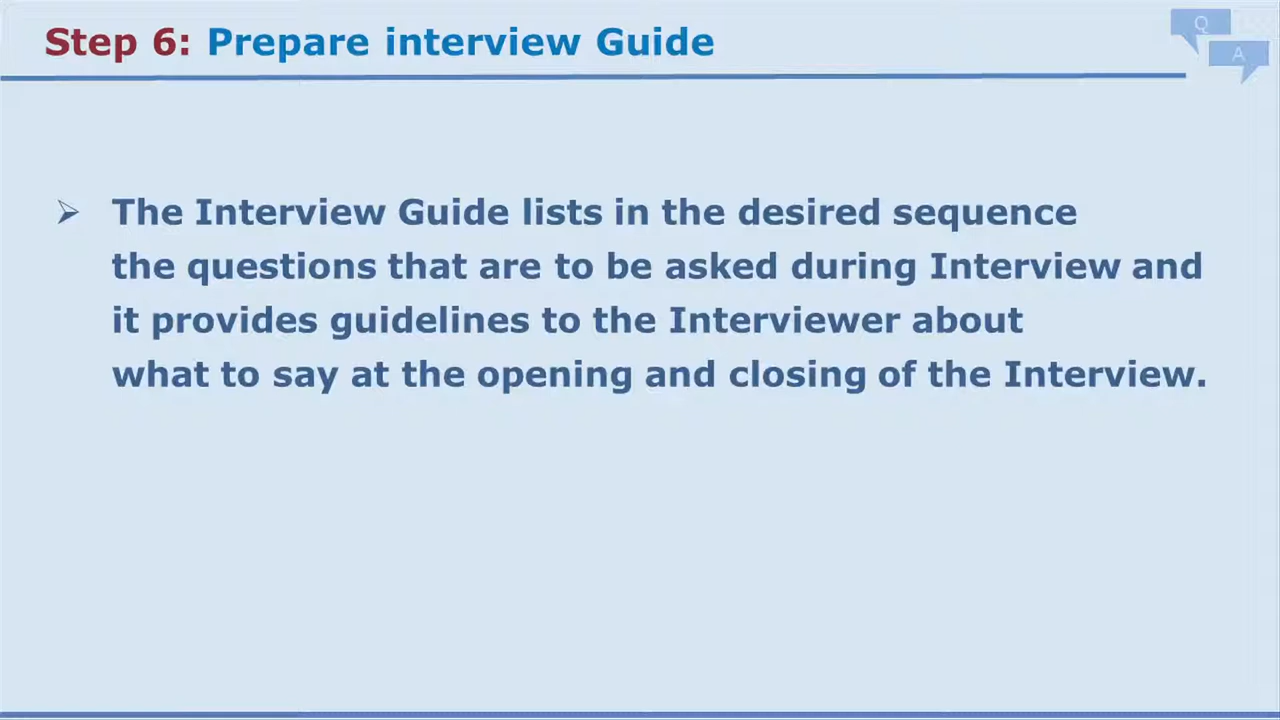 Step 6: Prepare interview Guide
Q
A
➢ The Interview Guide lists in the desired sequence
the questions that are to be asked during Interview and
it provides guidelines to the Interviewer about
what to say at the opening and closing of the Interview.